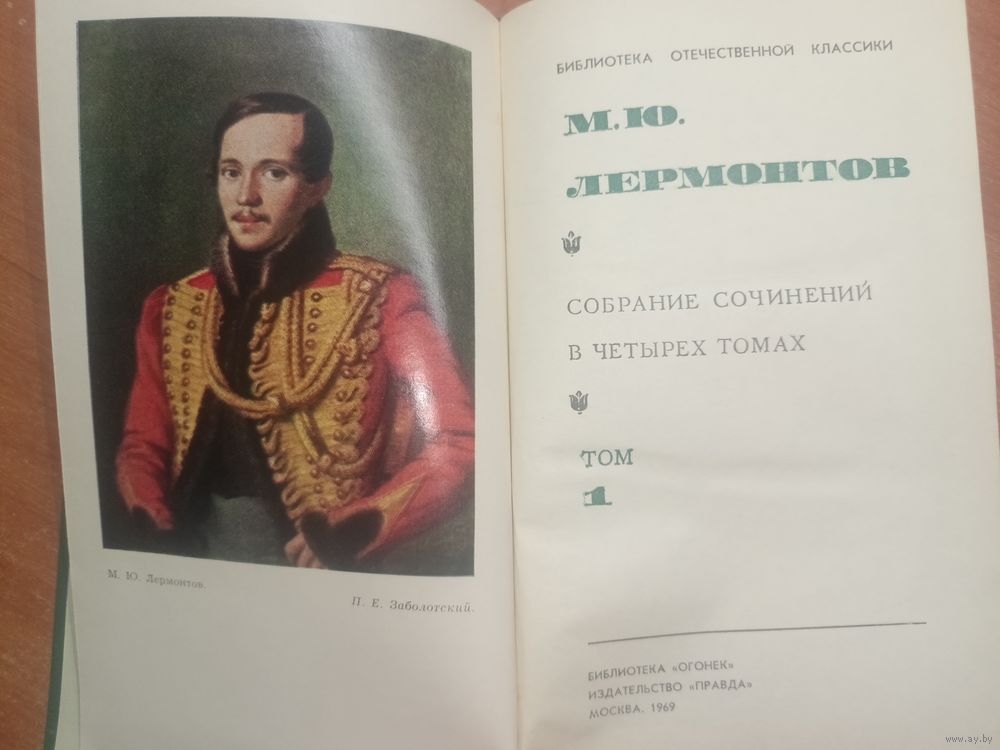 М. Ю. Лермонтов.
П. Е. Заболотский.
БИБЛИОТЕКА ОТЕЧЕСТВЕННОЙ КЛАССИКИ
М.Ю.
ЛЕРМОНТОВ
СОБРАНИЕ СОЧИНЕНИЙ
В ЧЕТЫРЕХ ТОМАХ
ТОМ
1
БИБЛИОТЕКА «ОГОНЕК»
ИЗДАТЕЛЬСТВО «ПРАВДА»
МОСКВА. 1969
www.ay.by